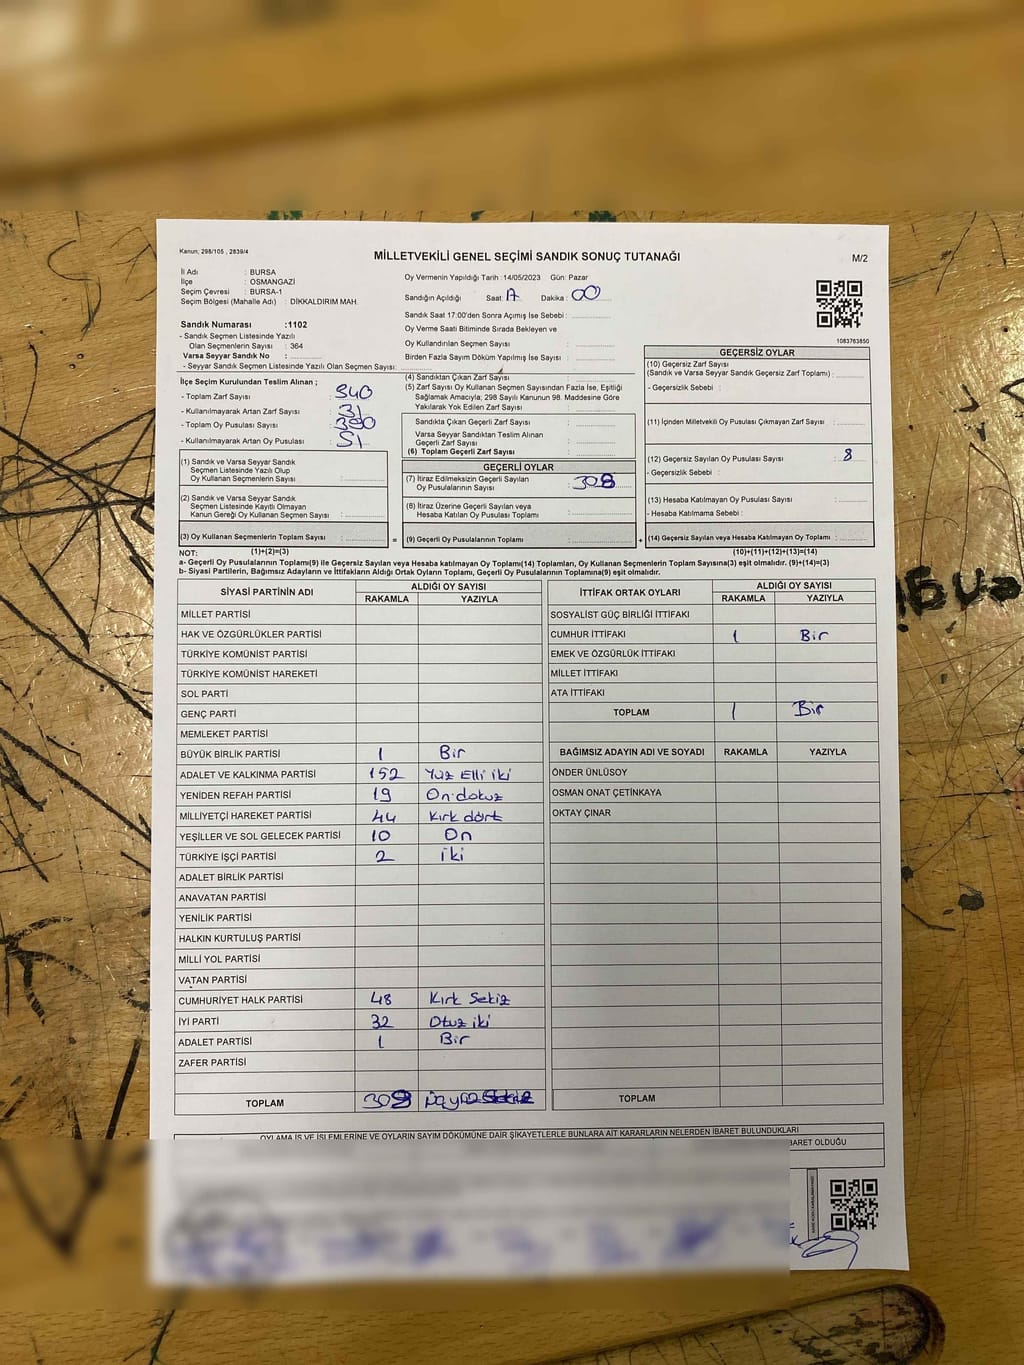 Kanun; 298/105 , 2839/4
MİLLETVEKİLİ GENEL SEÇİMİ SANDIK SONUÇ TUTANAĞI
M/2
İl Adı : BURSA
İlçe : OSMANGAZİ
Seçim Çevresi : BURSA-1
Seçim Bölgesi (Mahalle Adı) : DİKKALDIRIM MAH.
Oy Vermenin Yapıldığı Tarih : 14/05/2023 Gün: Pazar
Sandığın Açıldığı Saat: 17 Dakika : 00
Sandık Saat 17:00'den Sonra Açımış İse Sebebi :
Oy Verme Saati Bitiminde Sırada Bekleyen ve
Oy Kullandırılan Seçmen Sayısı :
Birden Fazla Sayım Döküm Yapılmış İse Sayısı :
1083763850
Sandık Numarası :1102
- Sandık Seçmen Listesinde Yazılı
Olan Seçmenlerin Sayısı : 364
Varsa Seyyar Sandık No :
- Seyyar Sandık Seçmen Listesinde Yazılı Olan Seçmen Sayısı:
İlçe Seçim Kurulundan Teslim Alınan ;
- Toplam Zarf Sayısı : 340
- Kullanılmayarak Artan Zarf Sayısı : 31
- Toplam Oy Pusulası Sayısı :
- Kullanılmayarak Artan Oy Pusulası : 51
(1) Sandık ve Varsa Seyyar Sandık
Seçmen Listesinde Yazılı Olup
Oy Kullanan Seçmenlerin Sayısı :
(2) Sandık ve Varsa Seyyar Sandık
Seçmen Listesinde Kayıtlı Olmayan
Kanun Gereği Oy Kullanan Seçmen Sayısı :
(3) Oy Kullanan Seçmenlerin Toplam Sayısı :
=
(4) Sandıktan Çıkan Zarf Sayısı :
(5) Zarf Sayısı Oy Kullanan Seçmen Sayısından Fazla İse, Eşitliği
Sağlamak Amacıyla; 298 Sayılı Kanunun 98. Maddesine Göre
Yakılarak Yok Edilen Zarf Sayısı :
Sandıkta Çıkan Geçerli Zarf Sayısı :
Varsa Seyyar Sandıktan Teslim Alınan
Geçerli Zarf Sayısı :
(6) Toplam Geçerli Zarf Sayısı :
GEÇERLİ OYLAR
(7) İtiraz Edilmeksizin Geçerli Sayılan
Oy Pusulalarının Sayısı : 308
(8) İtiraz Üzerine Geçerli Sayılan veya
Hesaba Katılan Oy Pusulası Toplamı :
(9) Geçerli Oy Pusulalarının Toplamı :
+
GEÇERSİZ OYLAR
(10) Geçersiz Zarf Sayısı
(Sandık ve Varsa Seyyar Sandık Geçersiz Zarf Toplamı) :
- Geçersizlik Sebebi :
(11) İçinden Milletvekili Oy Pusulası Çıkmayan Zarf Sayısı :
(12) Geçersiz Sayılan Oy Pusulası Sayısı : 8
- Geçersizlik Sebebi :
(13) Hesaba Katılmayan Oy Pusulası Sayısı :
- Hesaba Katılmama Sebebi :
(14) Geçersiz Sayılan veya Hesaba Katılmayan Oy Toplamı :
NOT: (1)+(2)=(3) (10)+(11)+(12)+(13)=(14)
a- Geçerli Oy Pusulalarının Toplamı(9) ile Geçersiz Sayılan veya Hesaba katılmayan Oy Toplamı(14) Toplamları, Oy Kullanan Seçmenlerin Toplam Sayısına(3) eşit olmalıdır. (9)+(14)=(3)
b- Siyasi Partilerin, Bağımsız Adayların ve İttifakların Aldığı Ortak Oyların Toplamı, Geçerli Oy Pusulalarının Toplamına(9) eşit olmalıdır.
SİYASİ PARTİNİN ADI ALDIĞI OY SAYISI
RAKAMLA YAZIYLA
MİLLET PARTİSİ
HAK VE ÖZGÜRLÜKLER PARTİSİ
TÜRKİYE KOMÜNİST PARTİSİ
TÜRKİYE KOMÜNİST HAREKETİ
SOL PARTİ
GENÇ PARTİ
MEMLEKET PARTİSİ
BÜYÜK BİRLİK PARTİSİ 1 Bir
ADALET VE KALKINMA PARTİSİ 152 Yüz Elli iki
YENİDEN REFAH PARTİSİ 19 On dokuz
MİLLİYETÇİ HAREKET PARTİSİ 44 Kırk dört
YEŞİLLER VE SOL GELECEK PARTİSİ 10 On
TÜRKİYE İŞÇİ PARTİSİ 2 iki
ADALET BİRLİK PARTİSİ
ANAVATAN PARTİSİ
YENİLİK PARTİSİ
HALKIN KURTULUŞ PARTİSİ
MİLLİ YOL PARTİSİ
VATAN PARTİSİ
CUMHURİYET HALK PARTİSİ 48 Kırk Sekiz
İYİ PARTİ 32 Otuz iki
ADALET PARTİSİ 1 Bir
ZAFER PARTİSİ
TOPLAM
İTTİFAK ORTAK OYLARI ALDIĞI OY SAYISI
RAKAMLA YAZIYLA
SOSYALİST GÜÇ BİRLİĞİ İTTİFAKI
CUMHUR İTTİFAKI 1 Bir
EMEK VE ÖZGÜRLÜK İTTİFAKI
MİLLET İTTİFAKI
ATA İTTİFAKI
TOPLAM 1 Bir
BAĞIMSIZ ADAYIN ADI VE SOYADI RAKAMLA YAZIYLA
ÖNDER ÜNLÜSOY
OSMAN ONAT ÇETİNKAYA
OKTAY ÇINAR
TOPLAM
OYLAMA İŞ VE İŞLEMLERİNE VE OYLARIN SAYIM DÖKÜMÜNE DAİR ŞİKAYETLERLE BUNLARA AİT KARARLARIN NELERDEN İBARET BULUNDUKLARI
BARET OLDUĞU